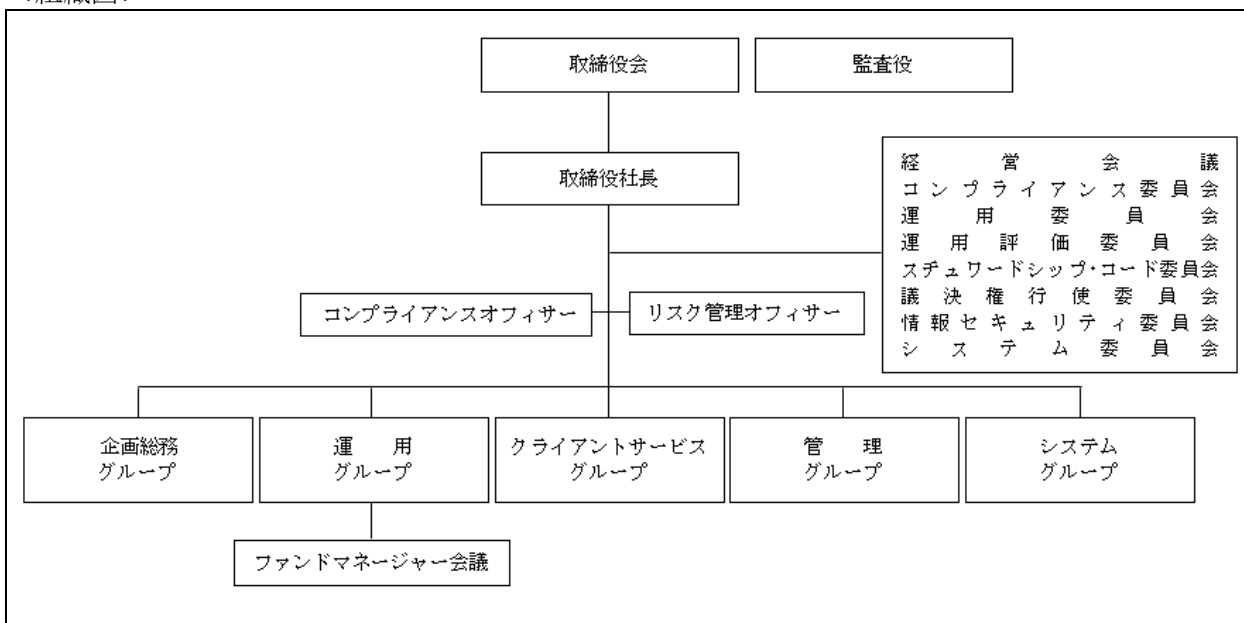 取締役会
監査役
取締役社長
経営会議
コンプライアンス委員会
運用委員会
運用評価委員会
スチュワードシップ・コード委員会
議決権行使委員会
情報セキュリティ委員会
システム委員会
コンプライアンスオフィサー
リスク管理オフィサー
企画総務
グループ
運用
グループ
クライアントサービス
グループ
管理
グループ
システム
グループ
ファンドマネージャー会議